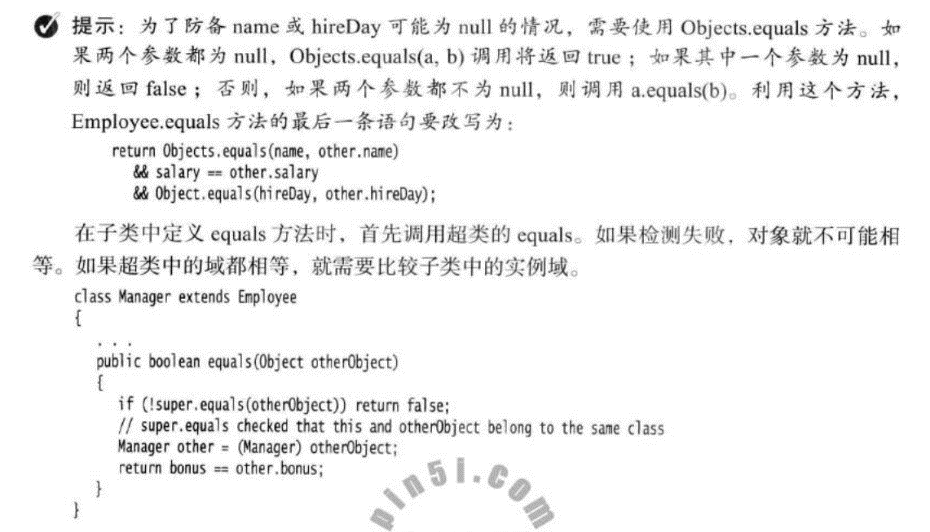 提示：为了防备 name 或 hireDay 可能为 null 的情况，需要使用 Objects.equals 方法。如
果两个参数都为 null，Objects.equals(a, b) 调用将返回 true；如果其中一个参数为 null，
则返回 false；否则，如果两个参数都不为 null，则调用 a.equals(b)。利用这个方法，
Employee.equals 方法的最后一条语句要改写为：
return Objects.equals(name, other.name)
&& salary == other.salary
&& Object.equals(hireDay, other.hireDay);
在子类中定义 equals 方法时，首先调用超类的 equals。如果检测失败，对象就不可能相
等。如果超类中的域都相等，就需要比较子类中的实例域。
class Manager extends Employee
{
...
public boolean equals(Object otherObject)
{
if (!super.equals(otherObject)) return false;
// super.equals checked that this and otherObject belong to the same class
Manager other = (Manager) otherObject;
return bonus == other.bonus;
}
}
pin5i.com